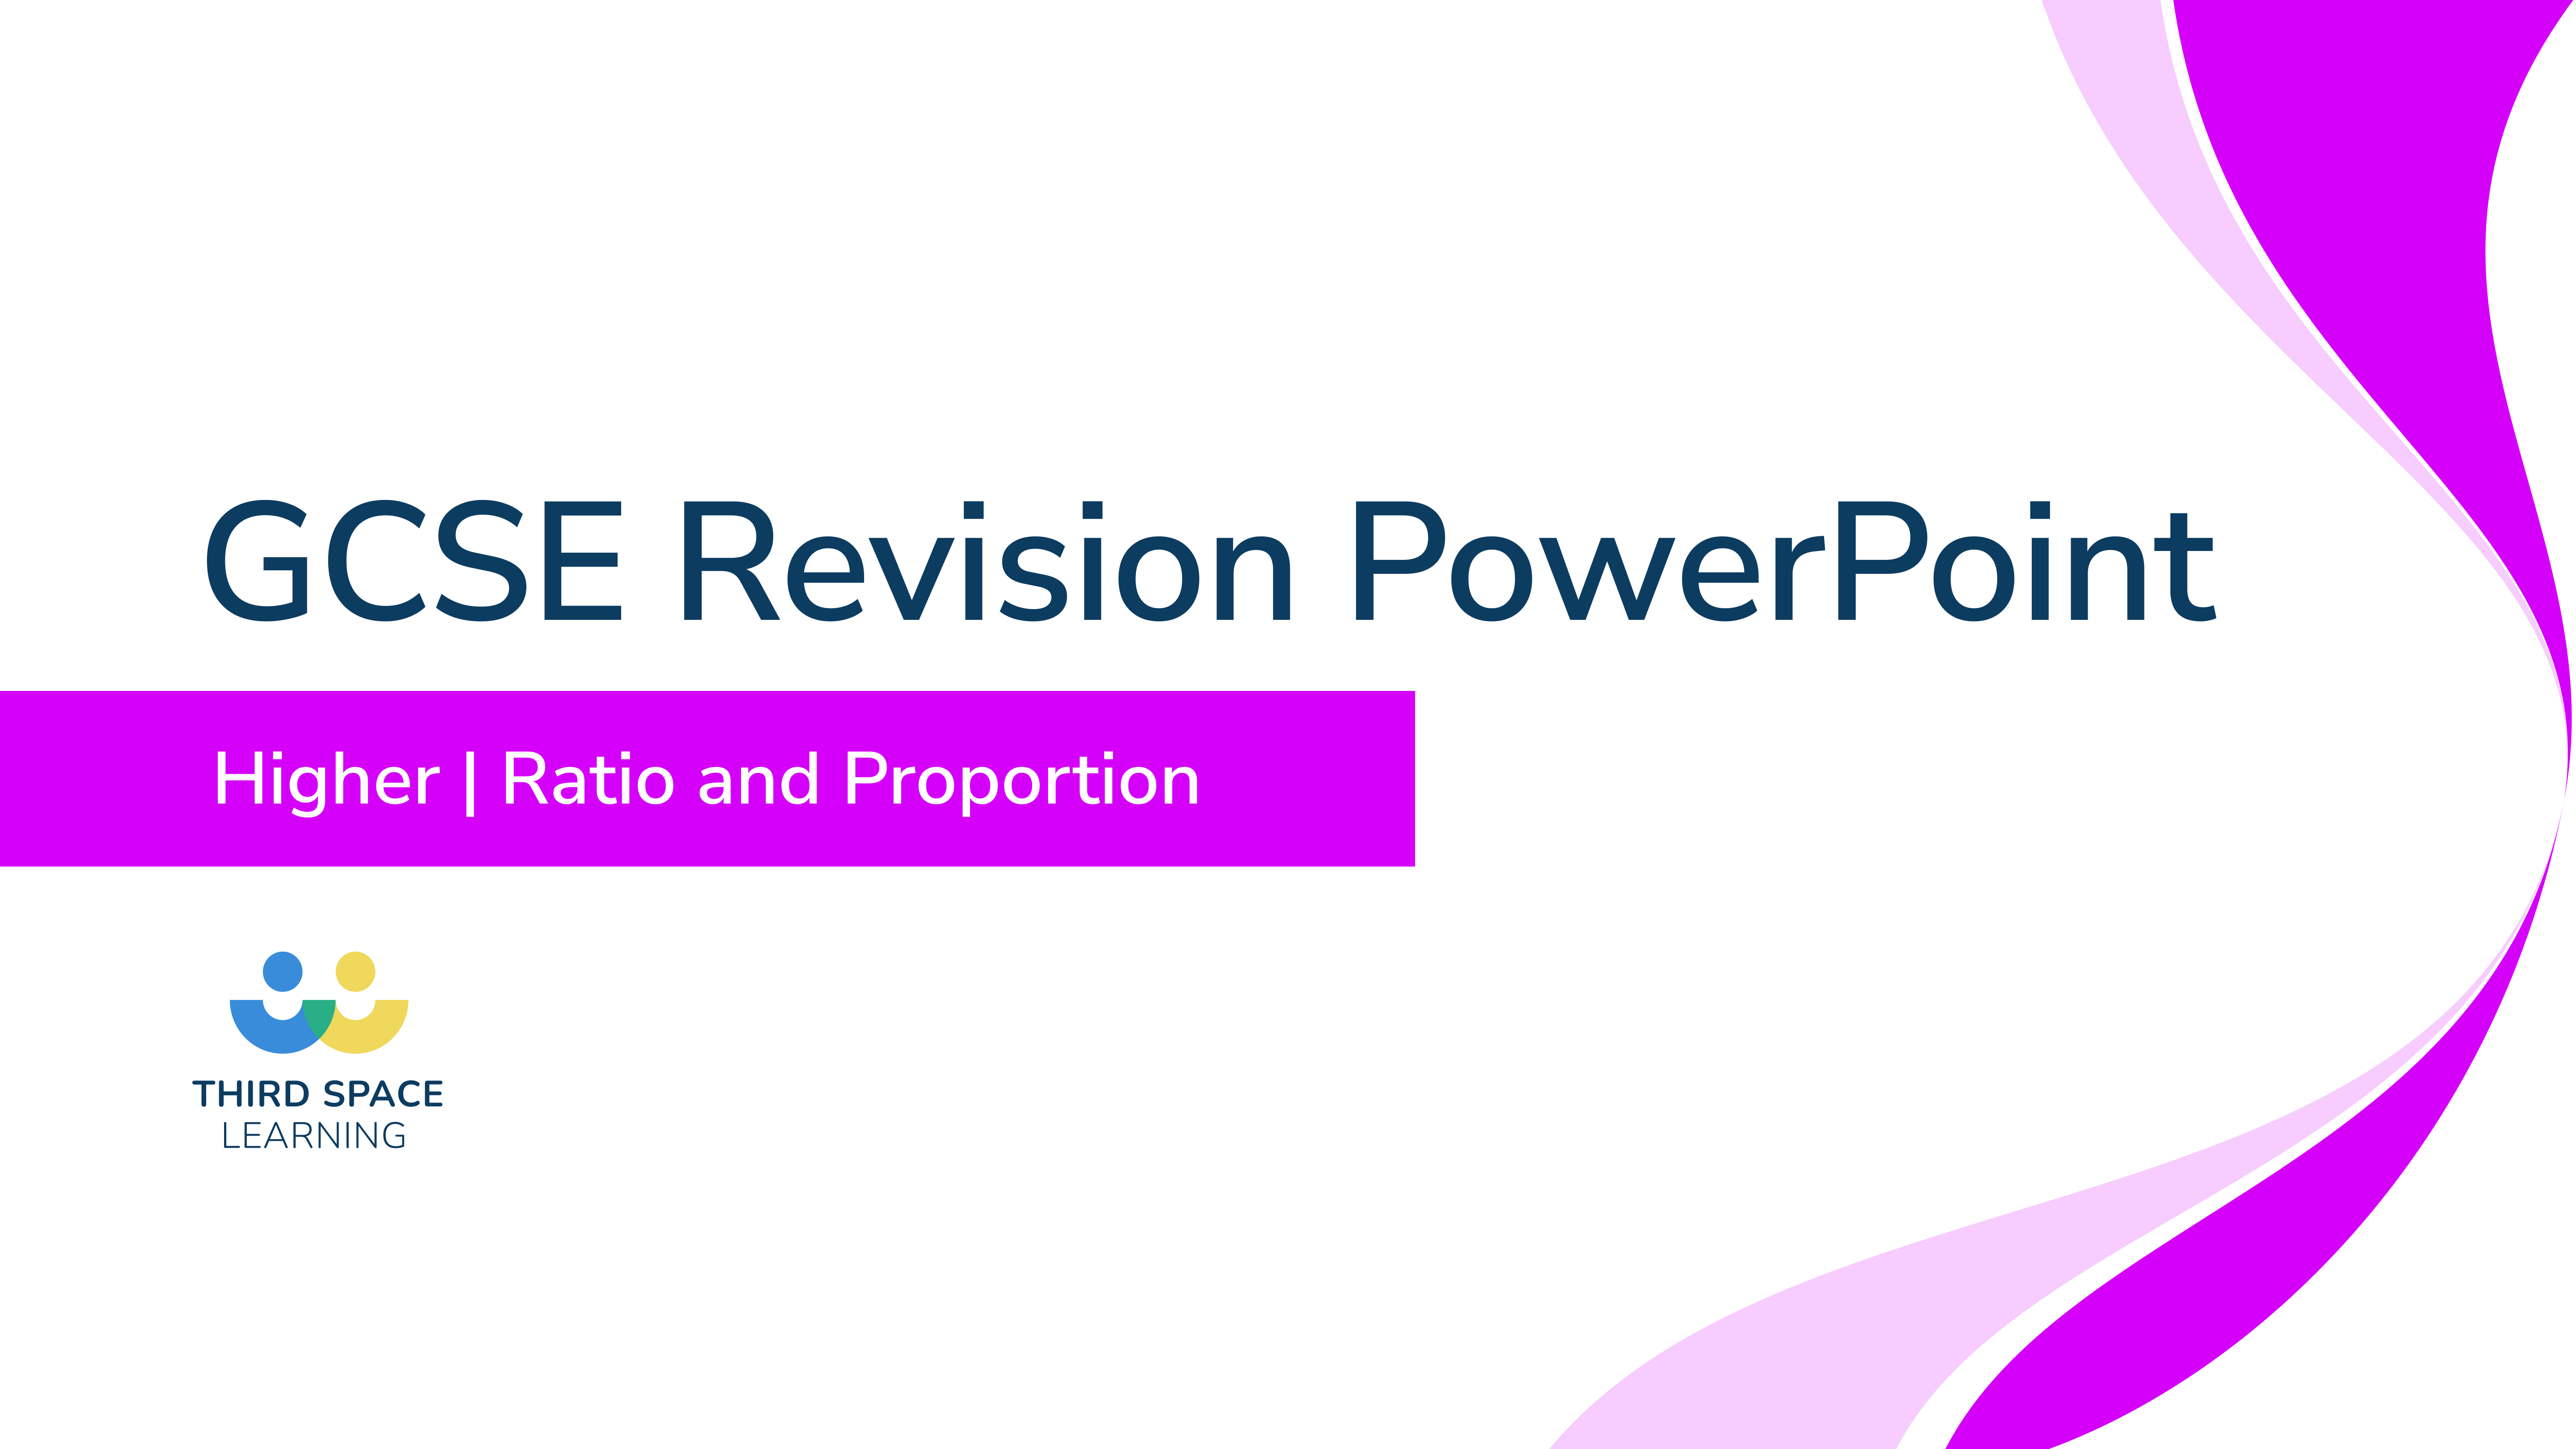 GCSE Revision PowerPoint
Higher | Ratio and Proportion
THIRD SPACE
LEARNING